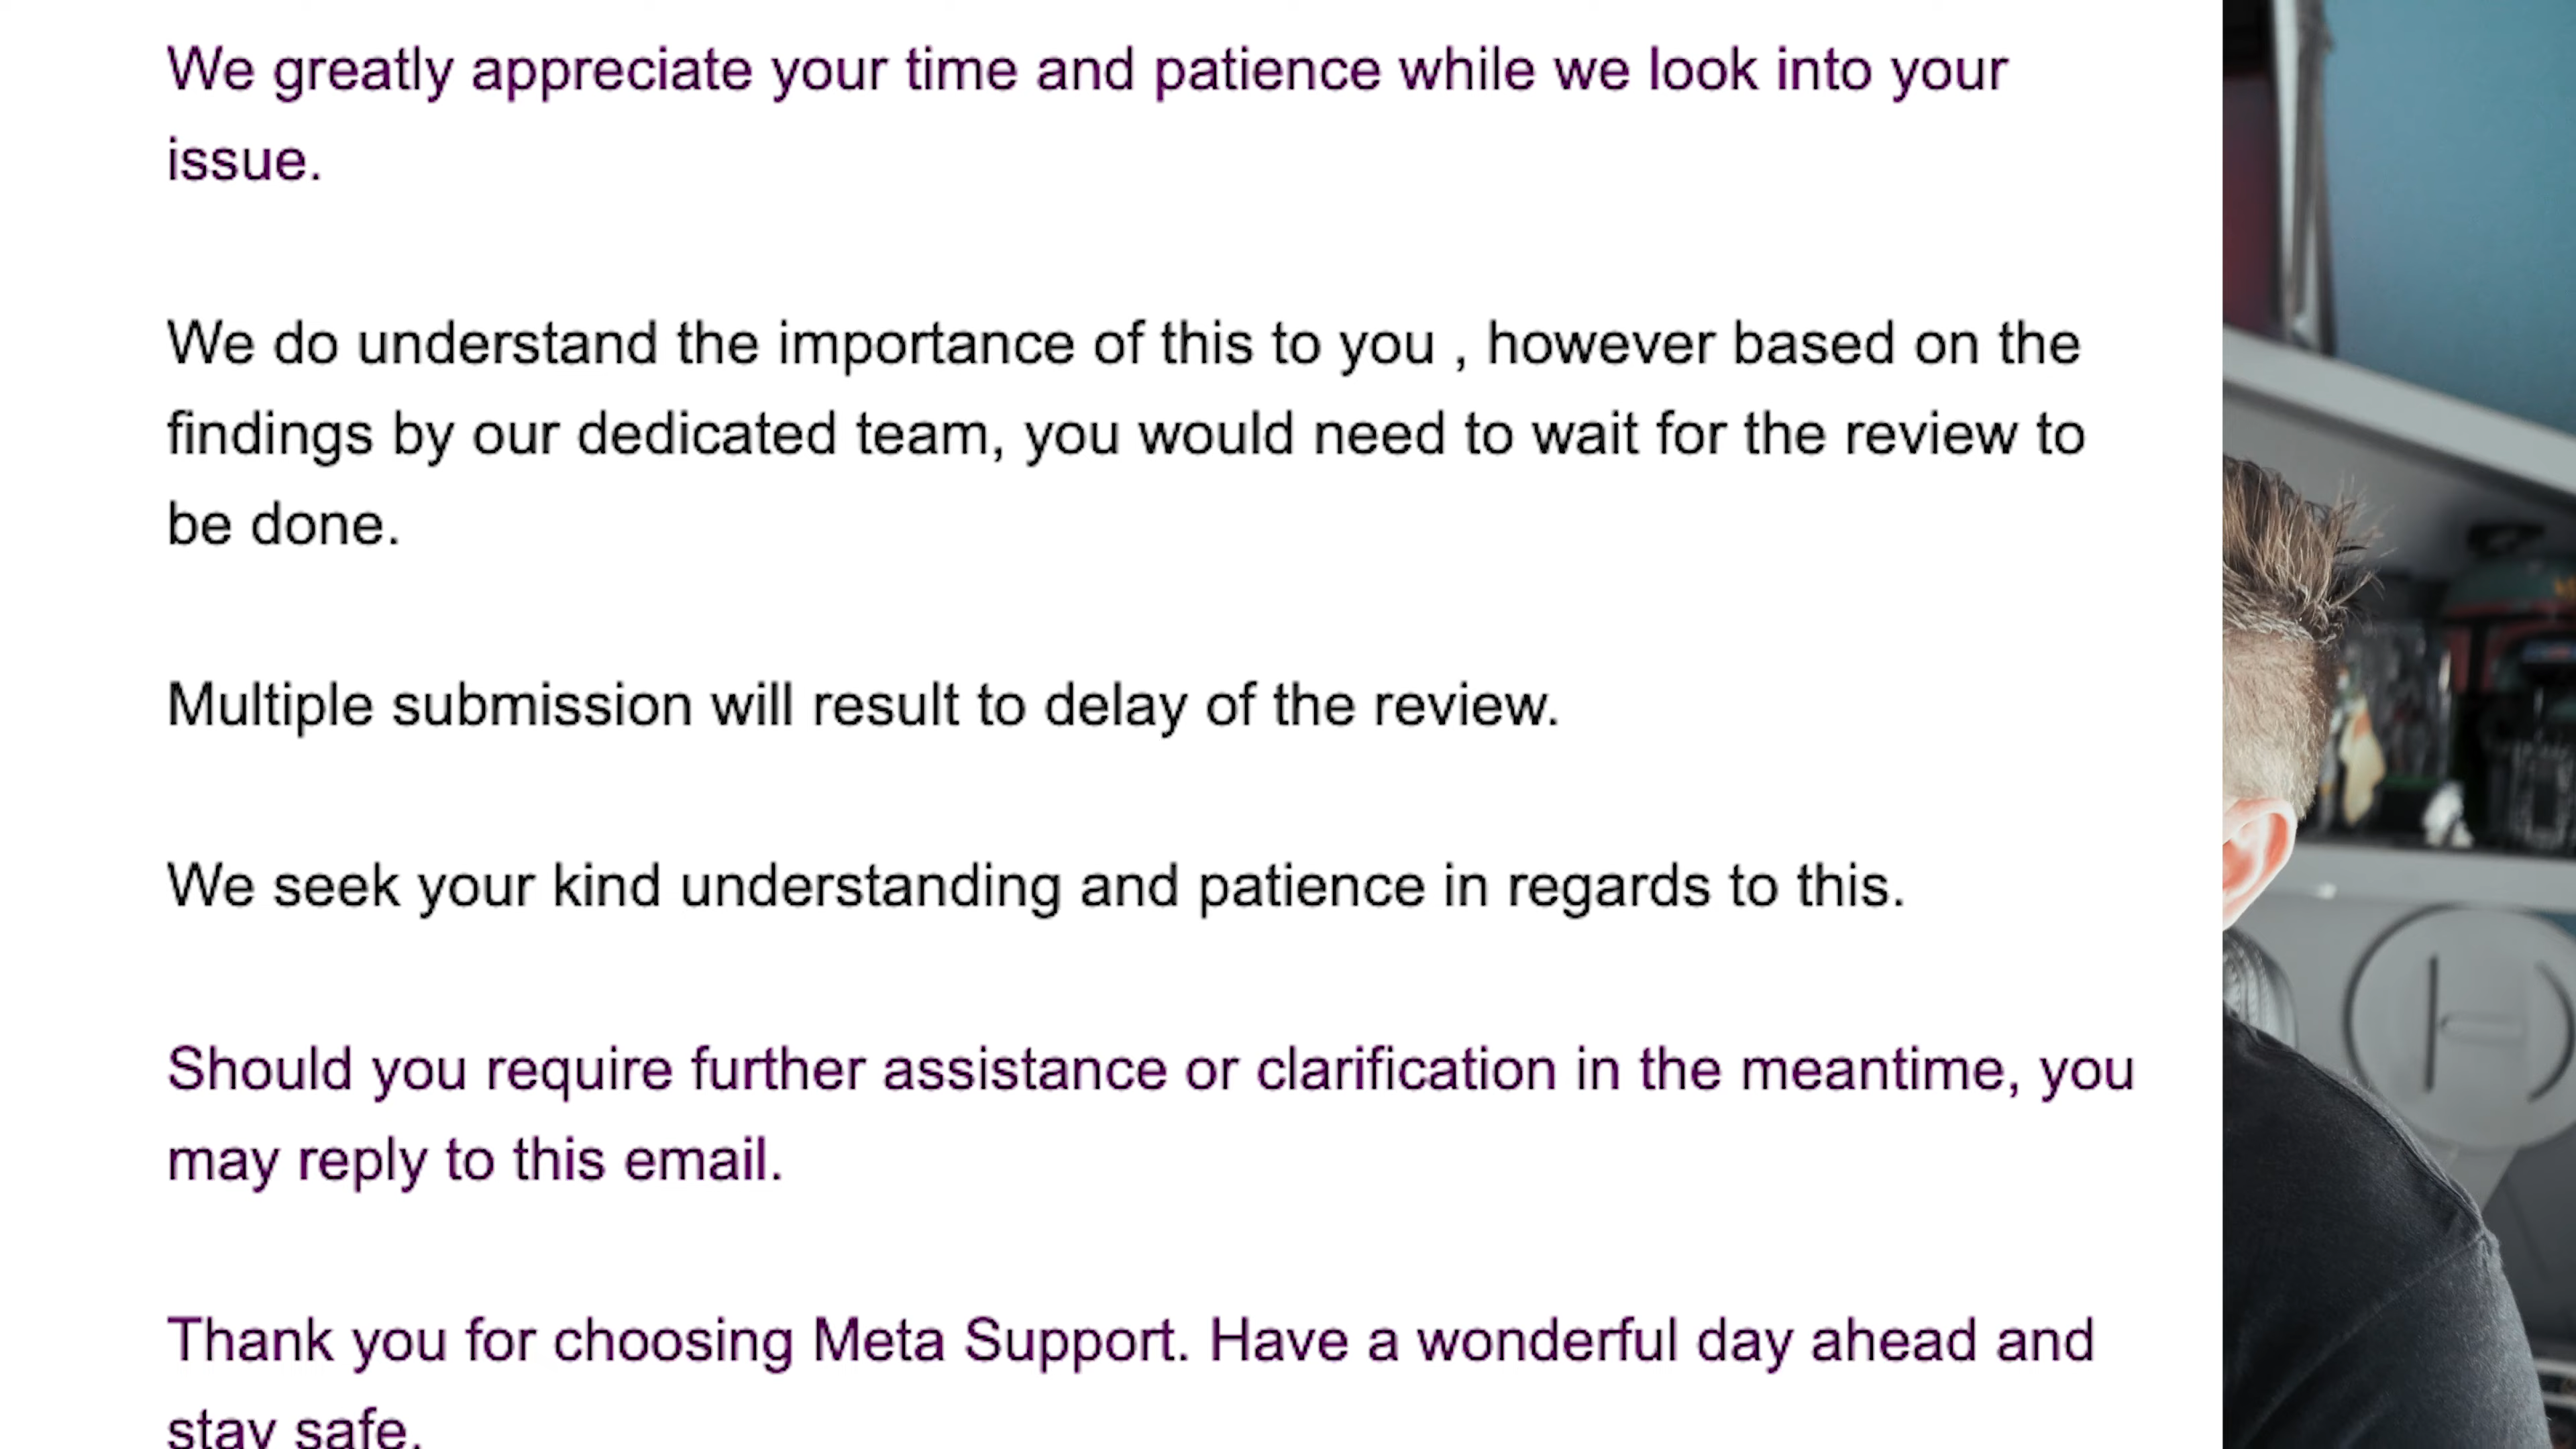 We greatly appreciate your time and patience while we look into your
issue.
We do understand the importance of this to you , however based on the
findings by our dedicated team, you would need to wait for the review to
be done.
Multiple submission will result to delay of the review.
We seek your kind understanding and patience in regards to this.
Should you require further assistance or clarification in the meantime, you
may reply to this email.
Thank you for choosing Meta Support. Have a wonderful day ahead and
stay safe.